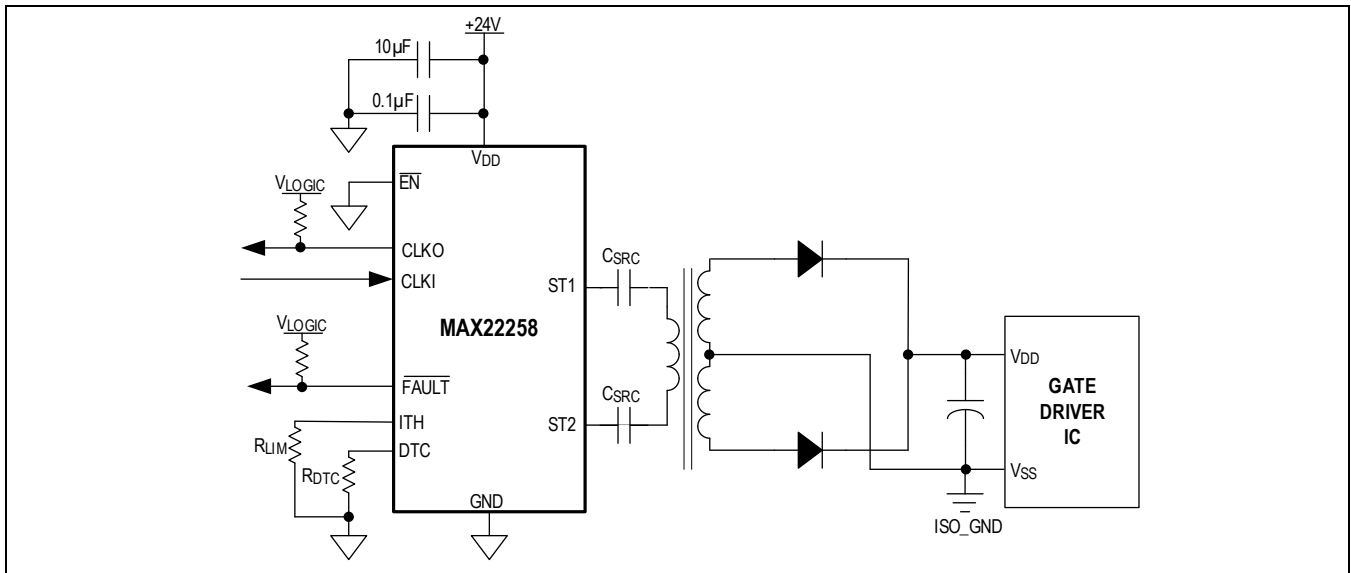 +24V
10µF
0.1µF
VDD
EN
VLOGIC
CLKO
CLKI
CSRC
ST1
MAX22258
VLOGIC
FAULT
CSRC
ST2
ITH
RLIM
DTC
RDTC
GND
VDD
GATE
DRIVER
IC
VSS
ISO_GND